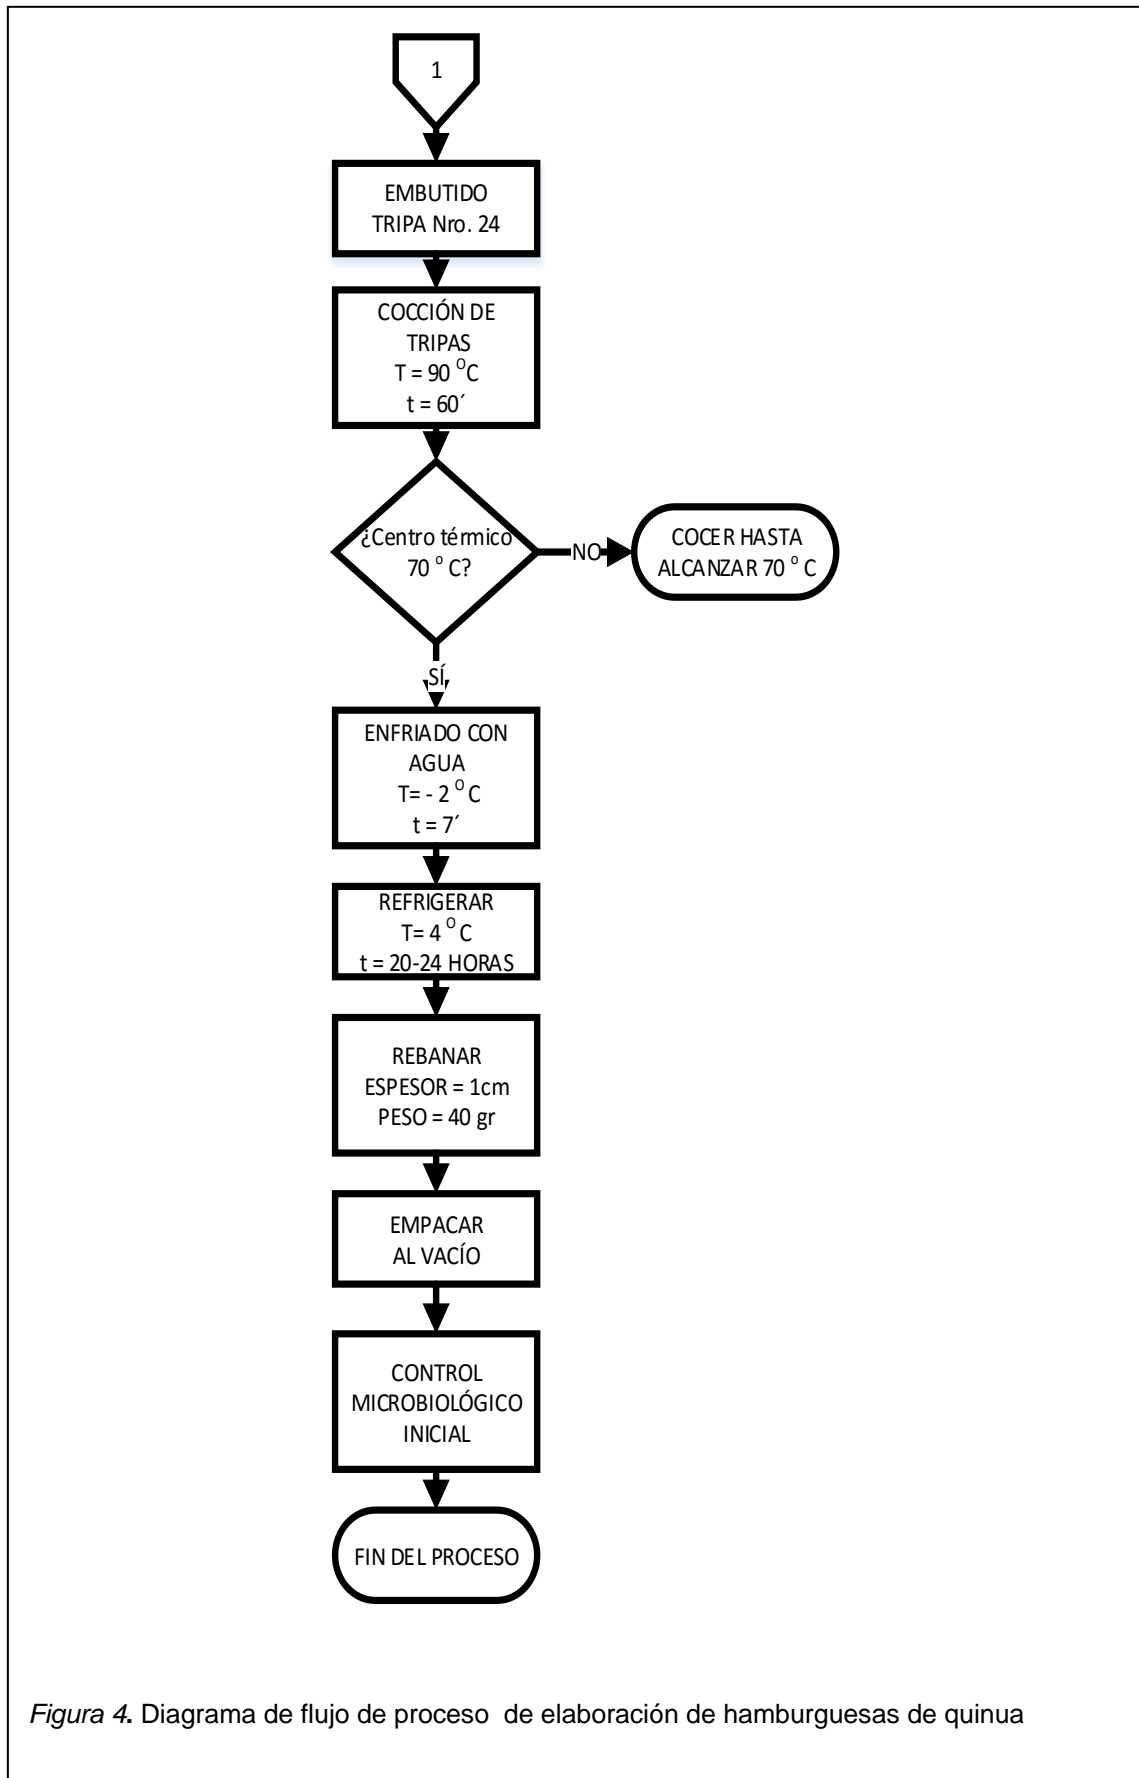 1
EMBUTIDO
TRIPA Nro. 24
COCCIÓN DE
TRIPAS
T = 90 °C
t = 60´
¿Centro térmico
70 ° C?
NO
COCER HASTA
ALCANZAR 70 ° C
SÍ
ENFRIADO CON
AGUA
T= - 2 ° C
t = 7´
REFRIGERAR
T= 4 ° C
t = 20-24 HORAS
REBANAR
ESPESOR = 1cm
PESO = 40 gr
EMPACAR
AL VACÍO
CONTROL
MICROBIOLÓGICO
INICIAL
FIN DEL PROCESO
Figura 4. Diagrama de flujo de proceso  de elaboración de hamburguesas de quinua